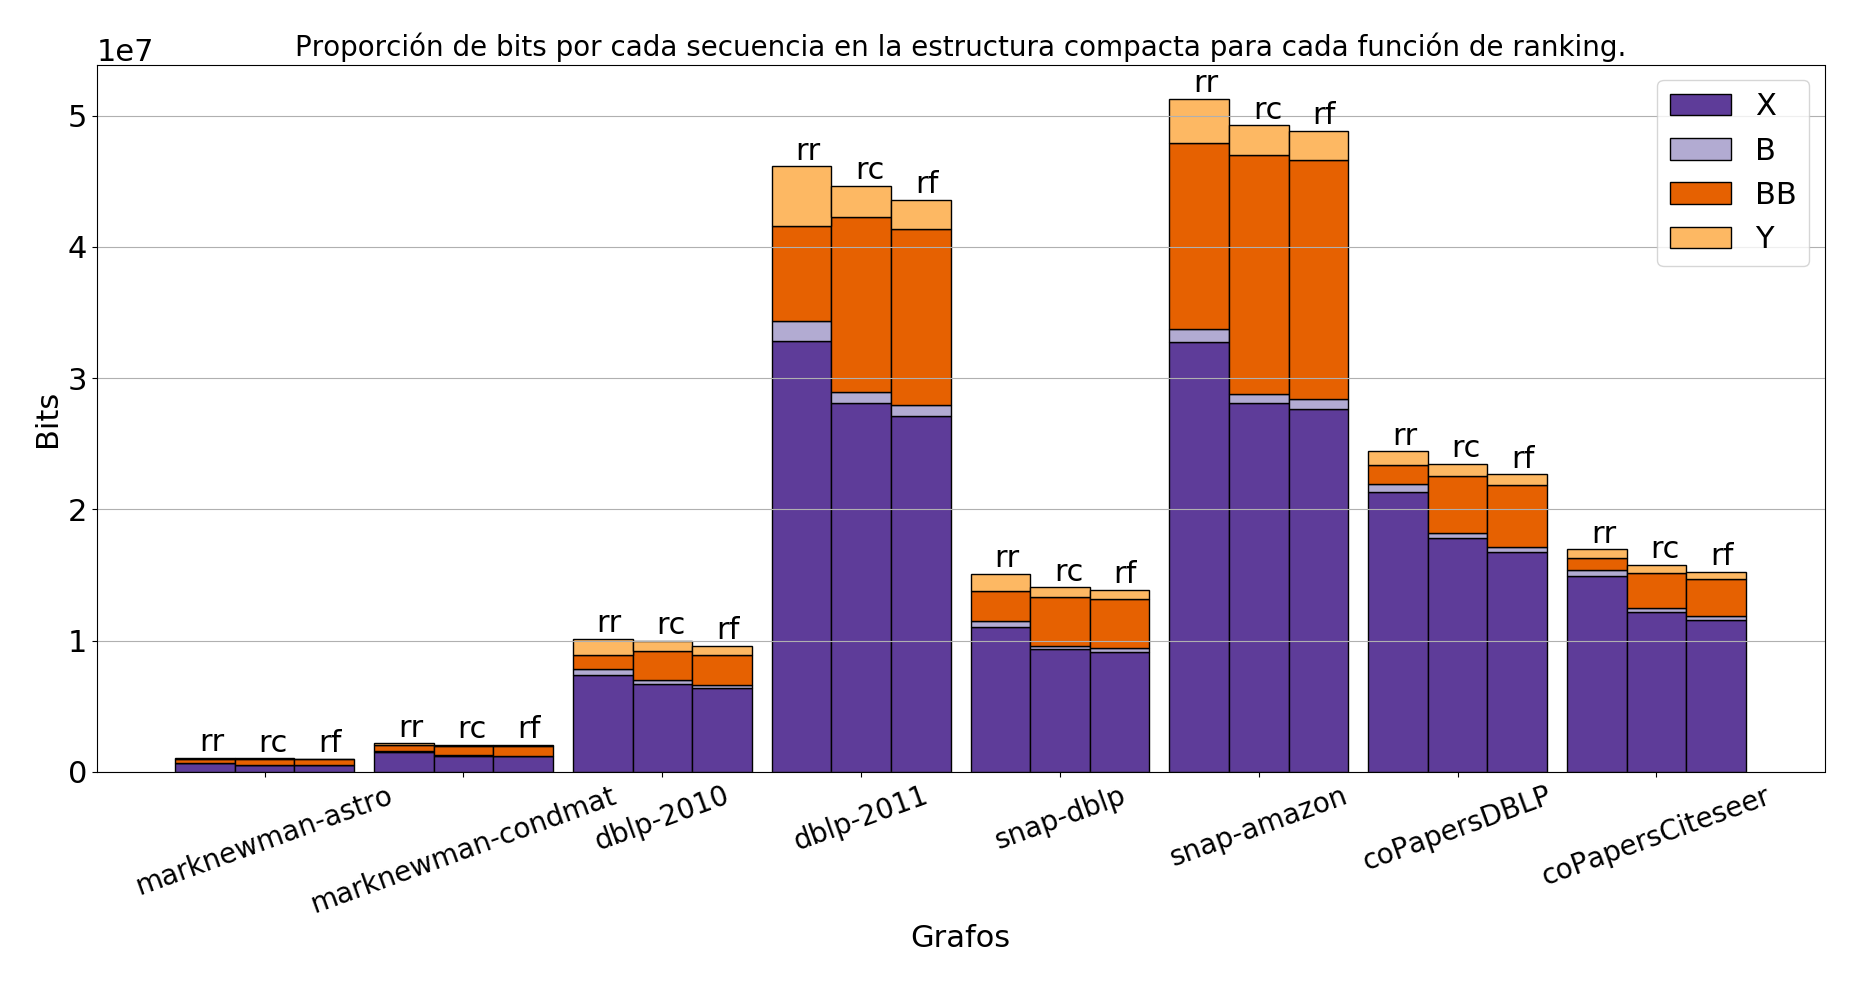 Proporción de bits por cada secuencia en la estructura compacta para cada función de ranking.
1e7
5
4
3
2
1
0
Bits
X
B
BB
Y
rr rc rf
rr rc rf
rr rc rf
rr rc rf
rr rc rf
rr rc rf
rr rc rf
rr rc rf
marknewman-astro
marknewman-condmat
dblp-2010
dblp-2011
snap-dblp
snap-amazon
coPapersDBLP
coPapersCiteseer
Grafos